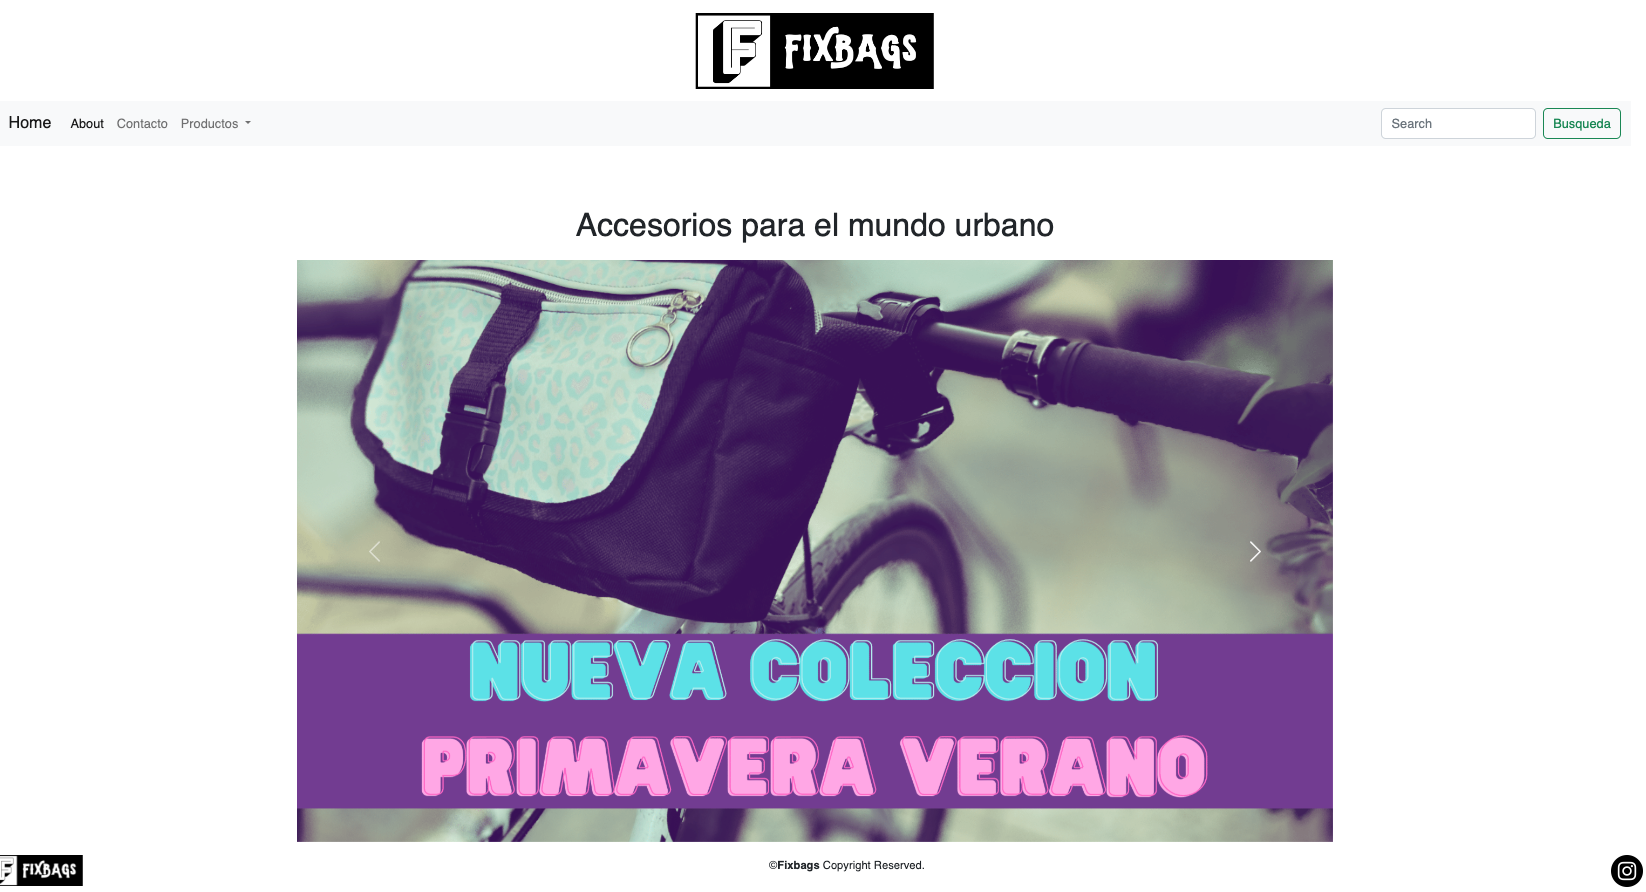 F FIXBAGS
Home About Contacto Productos
Search Busqueda
Accesorios para el mundo urbano
NUEVA COLECCION
PRIMAVERA VERANO
F FIXBAGS
©Fixbags Copyright Reserved.